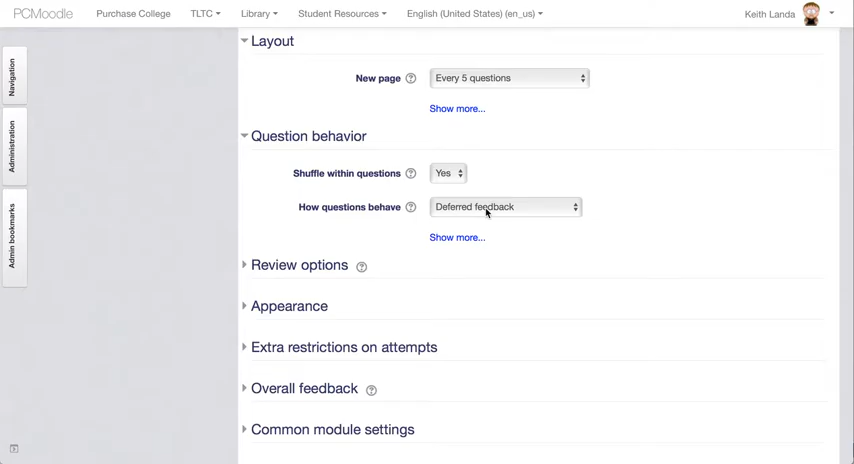 PCMoodle Purchase College TLTC Library Student Resources English (United States) (en_us) Keith Landa
Navigation
Administration
Admin bookmarks
Layout
New page Every 5 questions
Show more...
Question behavior
Shuffle within questions Yes
How questions behave Deferred feedback
Show more...
Review options
Appearance
Extra restrictions on attempts
Overall feedback
Common module settings